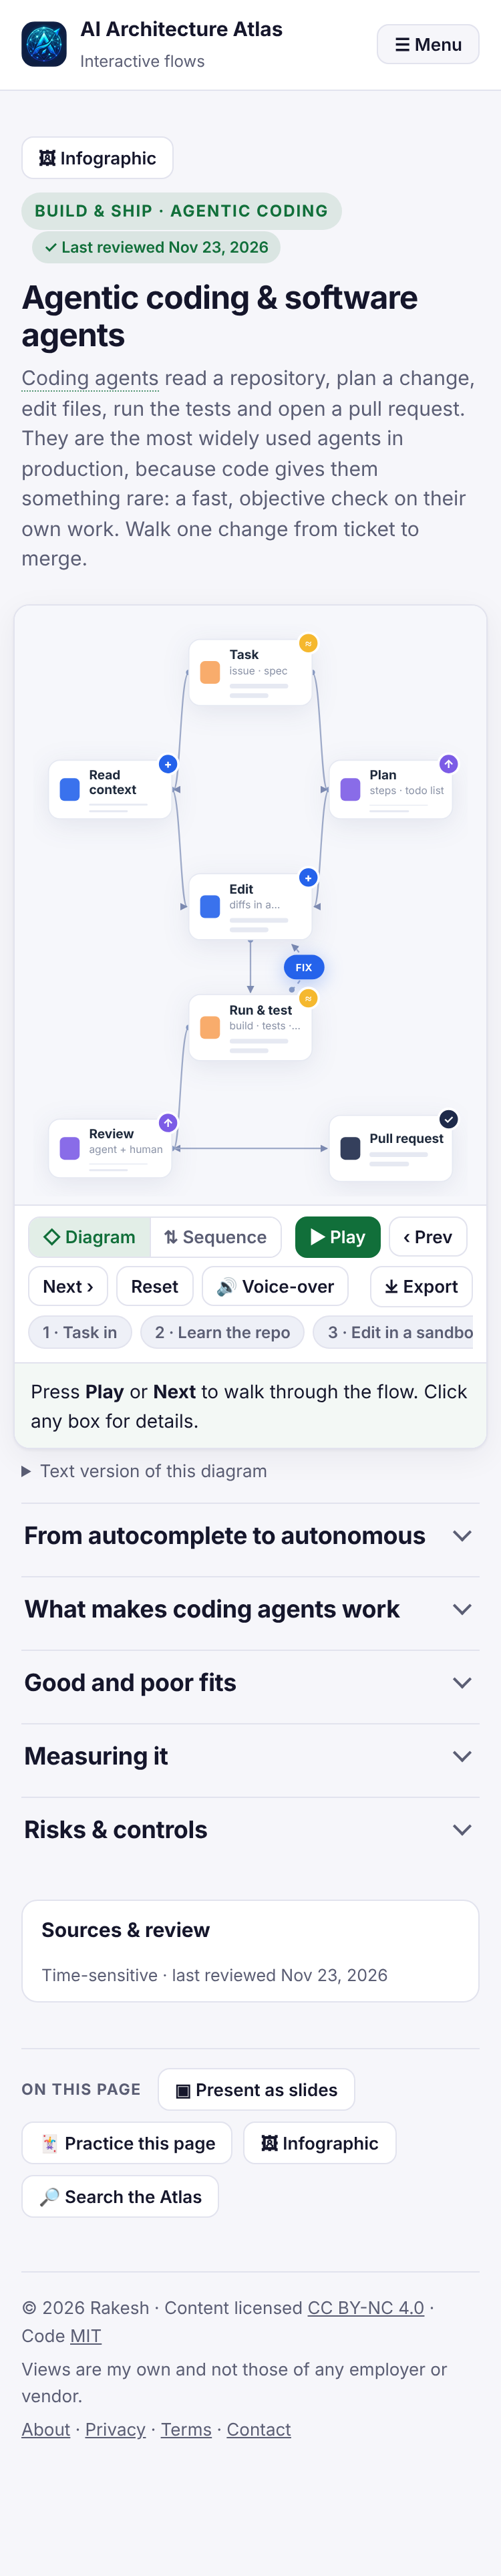 AI Architecture Atlas
Interactive flows
☰ Menu
🖼 Infographic
BUILD & SHIP · AGENTIC CODING
✓ Last reviewed Nov 23, 2026
Agentic coding & software
agents
Coding agents read a repository, plan a change,
edit files, run the tests and open a pull request.
They are the most widely used agents in
production, because code gives them
something rare: a fast, objective check on their
own work. Walk one change from ticket to
merge.
Task
issue · spec
Read
context
Plan
steps · todo list
Edit
diffs in a…
FIX
Run & test
build · tests ·…
Review
agent + human
Pull request
◇ Diagram
⇅ Sequence
▶ Play
‹ Prev
Next ›
Reset
🔊 Voice-over
Export
1 · Task in
2 · Learn the repo
3 · Edit in a sandbo
Press Play or Next to walk through the flow. Click
any box for details.
▶ Text version of this diagram
From autocomplete to autonomous
What makes coding agents work
Good and poor fits
Measuring it
Risks & controls
Sources & review
Time-sensitive · last reviewed Nov 23, 2026
ON THIS PAGE
▣ Present as slides
🃏 Practice this page
🖼 Infographic
🔎 Search the Atlas
© 2026 Rakesh · Content licensed CC BY-NC 4.0 ·
Code MIT
Views are my own and not those of any employer or
vendor.
About · Privacy · Terms · Contact